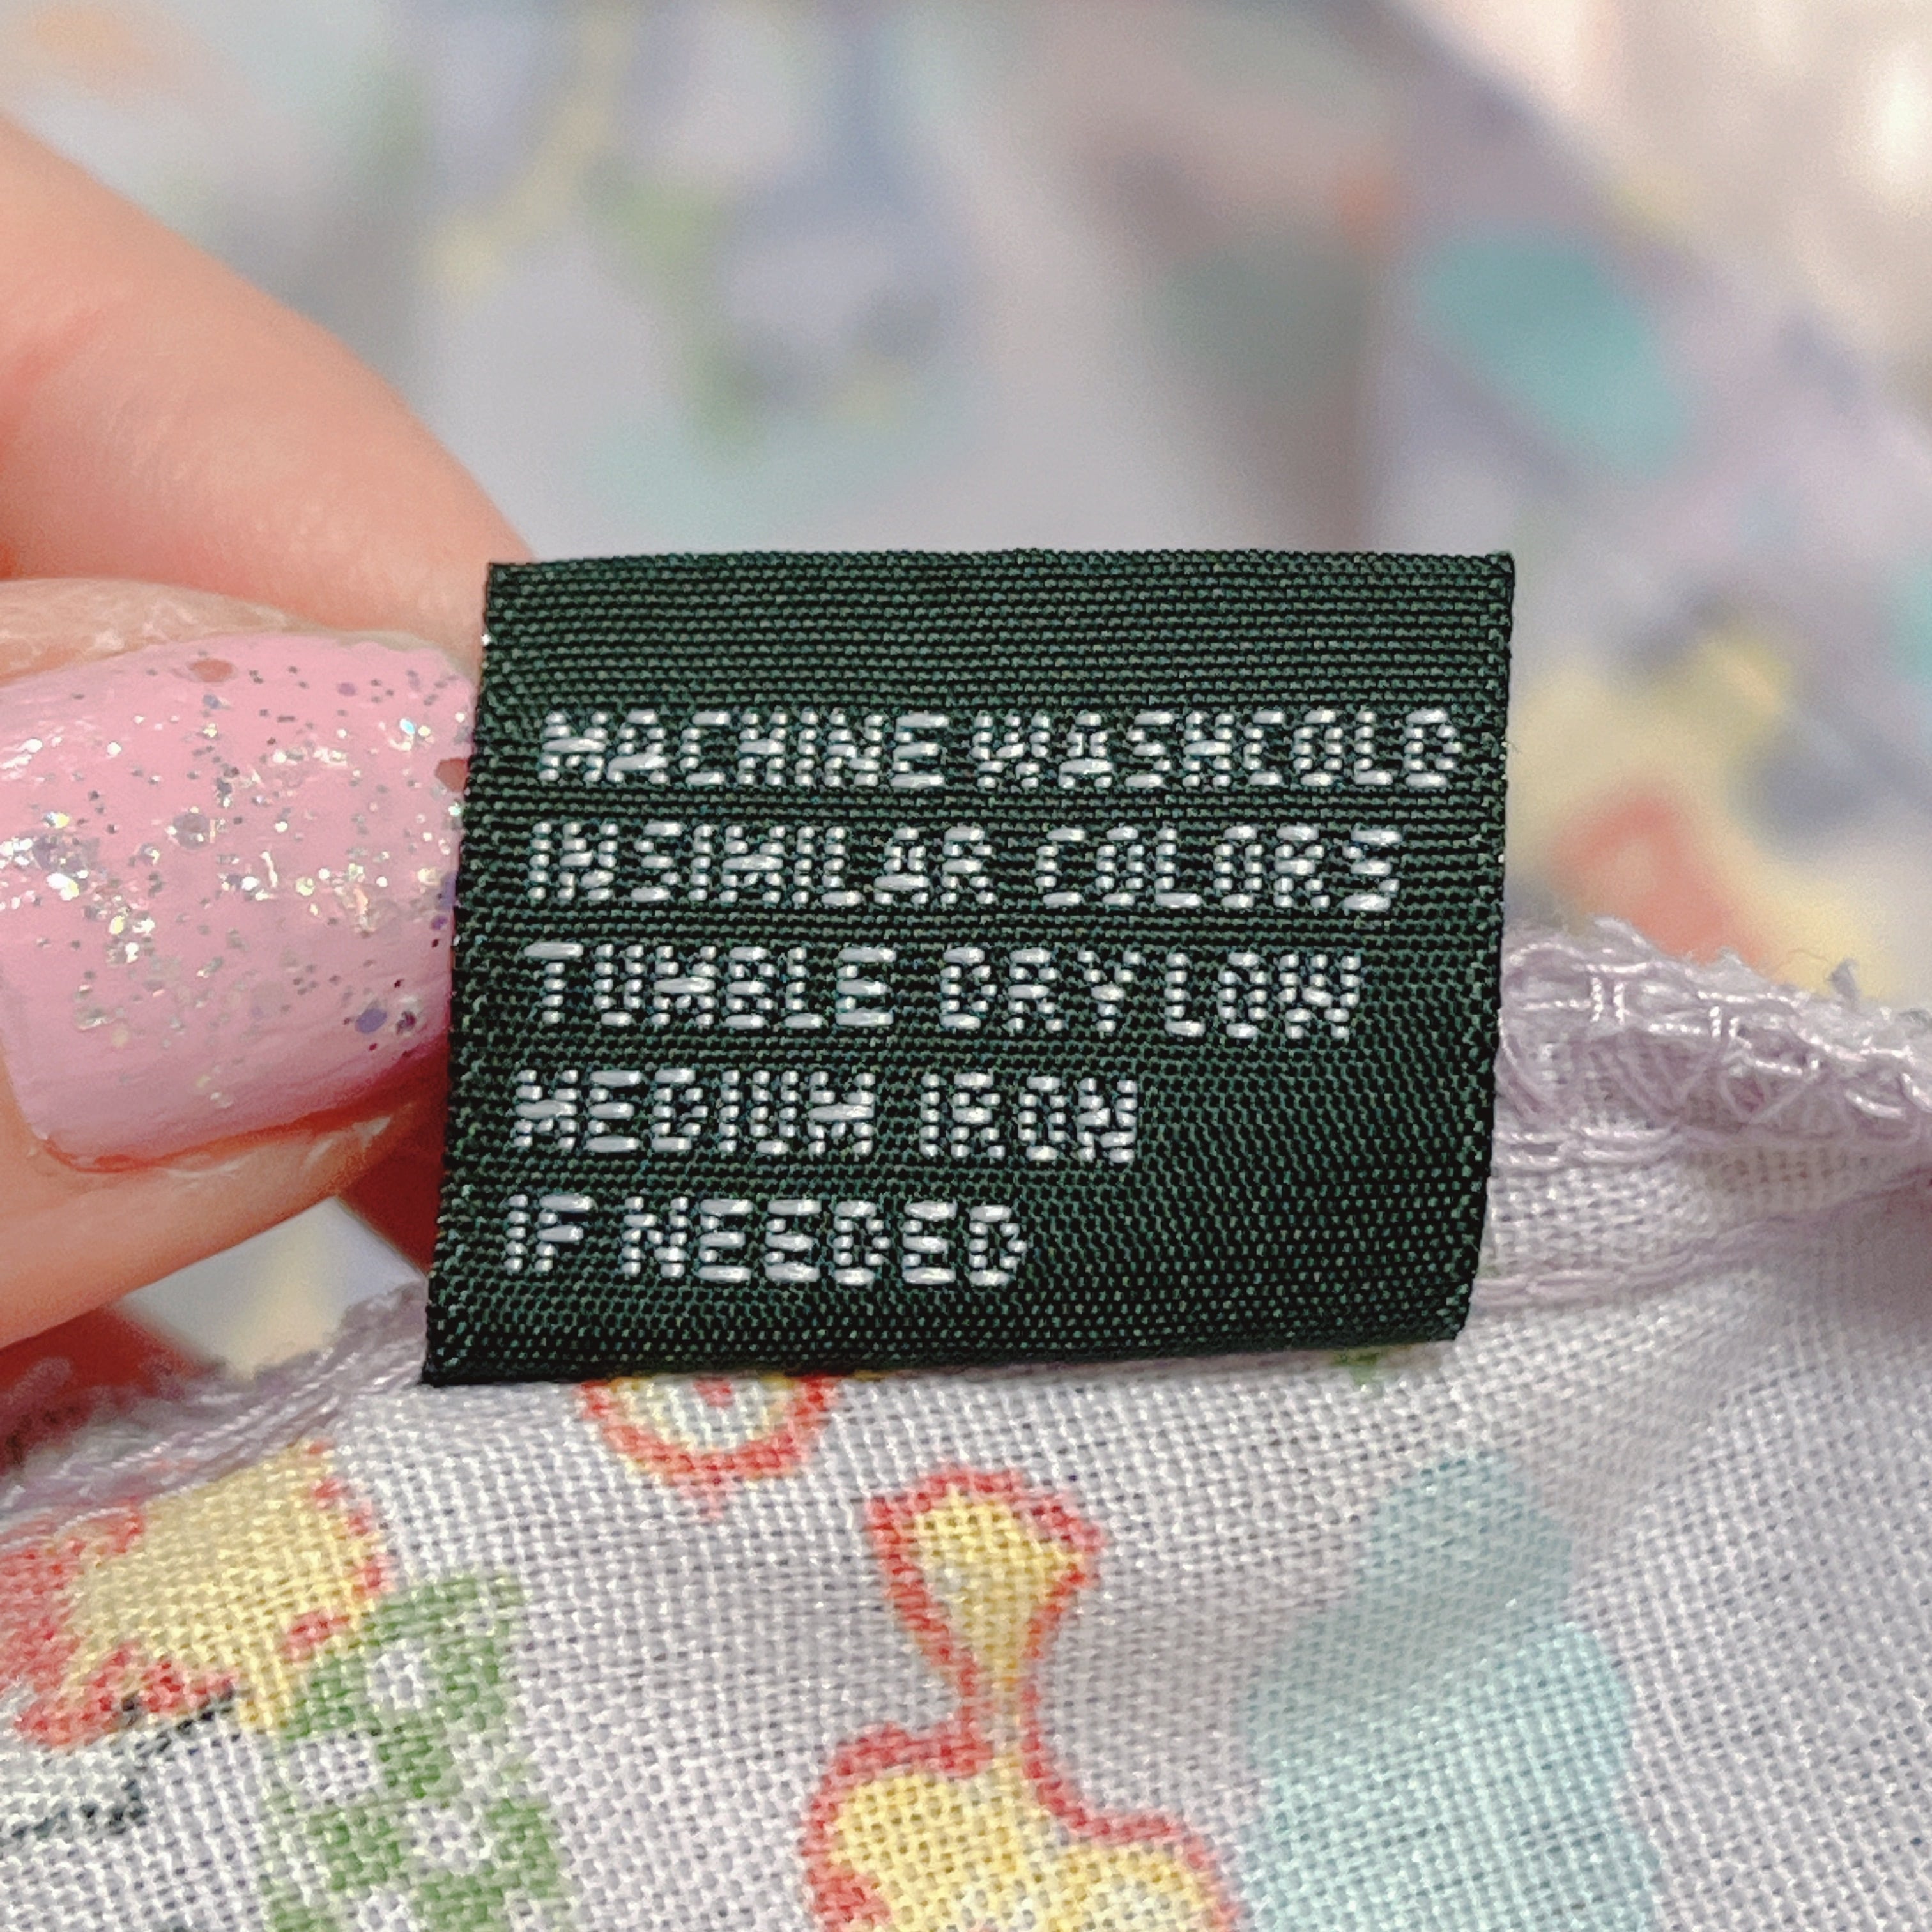 MACHINE WASH COLD
IN SIMILAR COLORS
TUMBLE DRY LOW
MEDIUM IRON
IF NEEDED